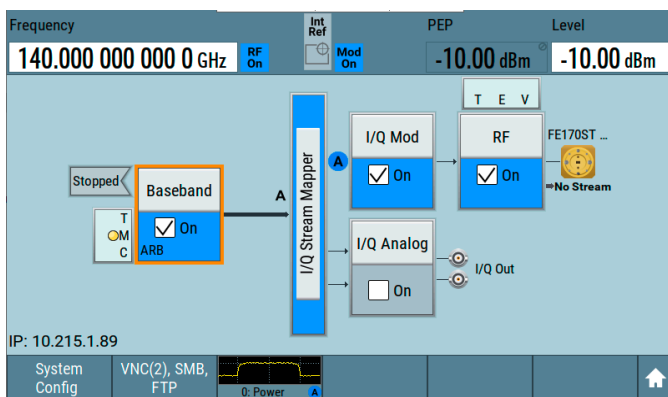 Frequency
Int
Ref
PEP
Level
140.000 000 000 000 0 GHz
RF
On
Mod
On
-10.00 dBm
-10.00 dBm
T E V
I/Q Mod
RF
FE170ST ...
On
On
No Stream
A
Stopped
Baseband
On
ARB
T
M
C
A
I/Q Stream Mapper
I/Q Analog
On
I/Q Out
IP: 10.215.1.89
System
Config
VNC(2), SMB,
FTP
0: Power
A